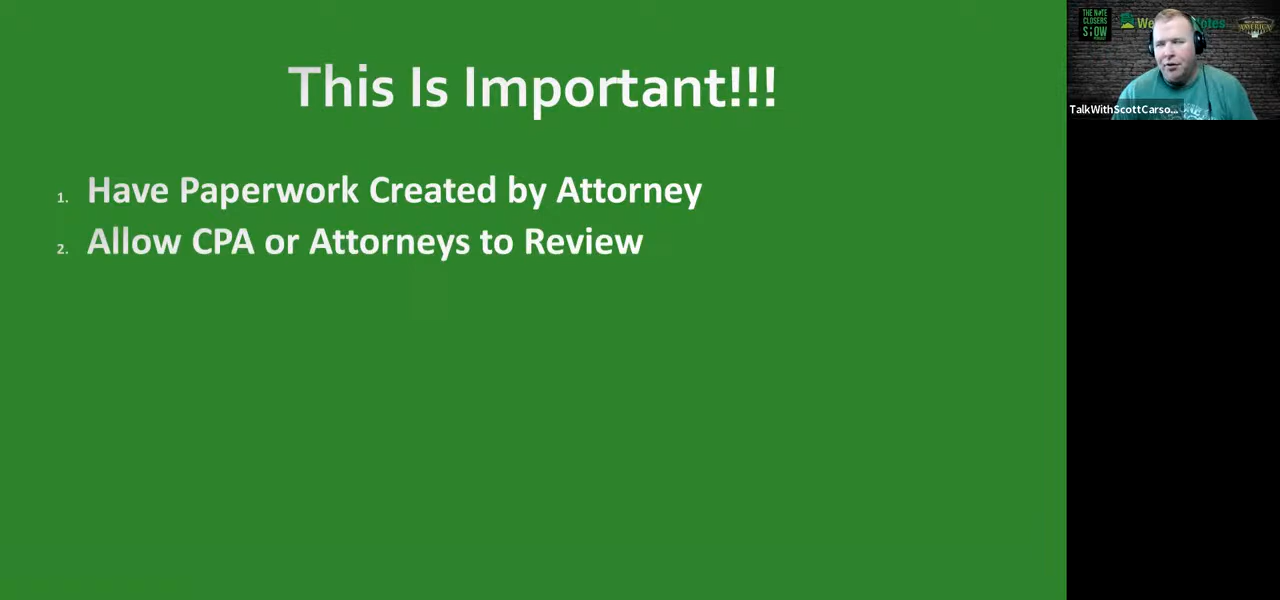 This Is Important!!!
1. Have Paperwork Created by Attorney
2. Allow CPA or Attorneys to Review
THE NOTE
CLOSERS
SHOW
TalkWithScottCarso...